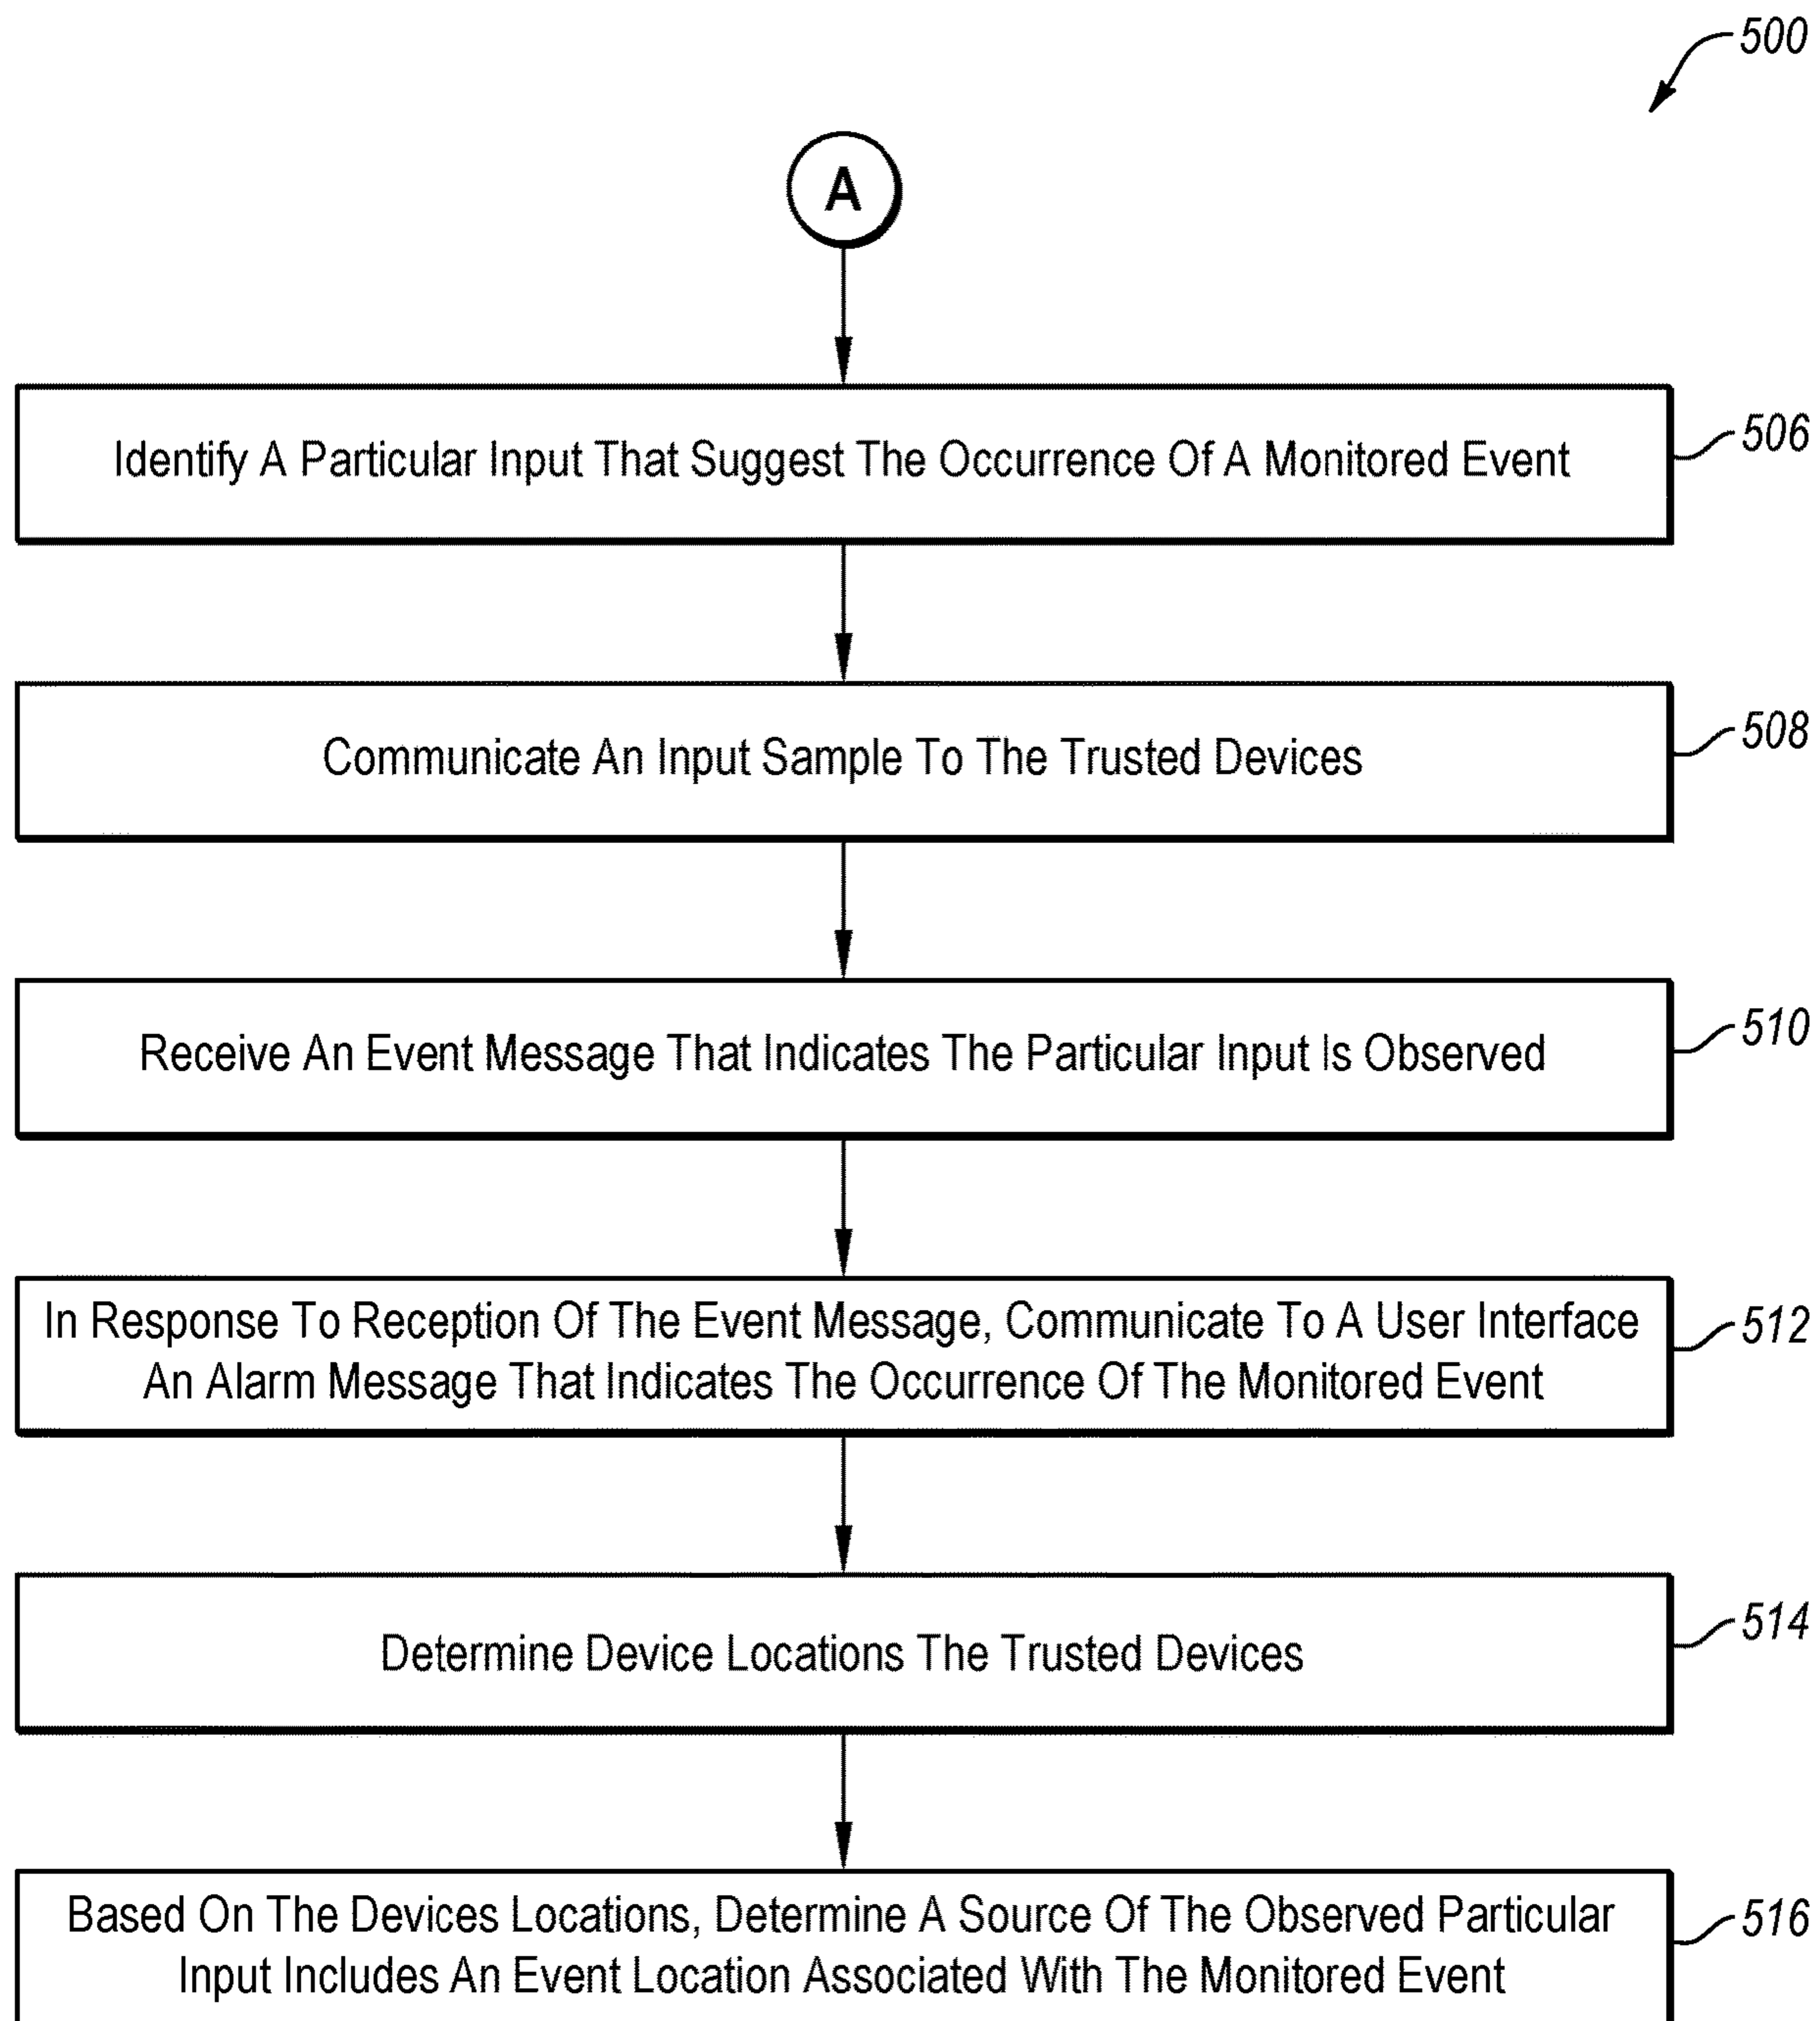 500
A
Identify A Particular Input That Suggest The Occurrence Of A Monitored Event
506
Communicate An Input Sample To The Trusted Devices
508
Receive An Event Message That Indicates The Particular Input Is Observed
510
In Response To Reception Of The Event Message, Communicate To A User Interface
An Alarm Message That Indicates The Occurrence Of The Monitored Event
512
Determine Device Locations The Trusted Devices
514
Based On The Devices Locations, Determine A Source Of The Observed Particular
Input Includes An Event Location Associated With The Monitored Event
516